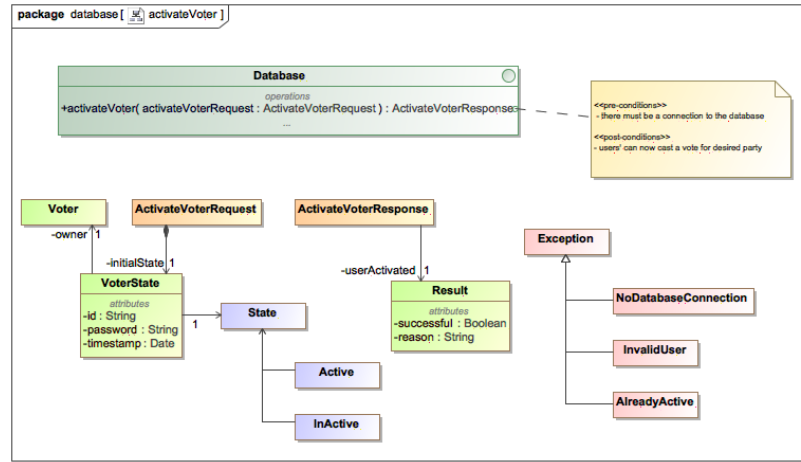 package database [ activateVoter ]
Database
operations
+activateVoter( activateVoterRequest : ActivateVoterRequest ) : ActivateVoterResponse
...
<<pre-conditions>>
- there must be a connection to the database
<<post-conditions>>
- users' can now cast a vote for desired party
Voter
ActivateVoterRequest
ActivateVoterResponse
-owner 1
-initialState 1
-userActivated 1
Exception
VoterState
attributes
-id : String
-password : String
-timestamp : Date
1
State
Active
InActive
Result
attributes
-successful : Boolean
-reason : String
NoDatabaseConnection
InvalidUser
AlreadyActive